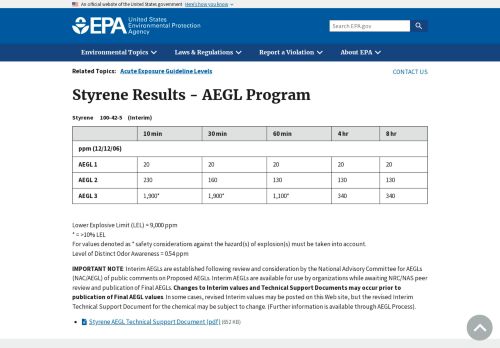 An official website of the United States government Here's how you know
EPA United States
Environmental Protection
Agency
Search EPA.gov
Environmental Topics
Laws & Regulations
Report a Violation
About EPA
Related Topics: Acute Exposure Guideline Levels
CONTACT US
Styrene Results - AEGL Program
Styrene 100-42-5 (Interim)
10 min 30 min 60 min 4 hr 8 hr
ppm (12/12/06)
AEGL 1 20 20 20 20 20
AEGL 2 230 160 130 130 130
AEGL 3 1,900* 1,900* 1,100* 340 340
Lower Explosive Limit (LEL) = 9,000 ppm
* = >10% LEL
For values denoted as * safety considerations against the hazard(s) of explosion(s) must be taken into account.
Level of Distinct Odor Awareness = 0.54 ppm
IMPORTANT NOTE: Interim AEGLs are established following review and consideration by the National Advisory Committee for AEGLs
(NAC/AEGL) of public comments on Proposed AEGLs. Interim AEGLs are available for use by organizations while awaiting NRC/NAS peer
review and publication of Final AEGLs. Changes to Interim values and Technical Support Documents may occur prior to
publication of Final AEGL values. In some cases, revised Interim values may be posted on this Web site, but the revised Interim
Technical Support Document for the chemical may be subject to change. (Further information is available through AEGL Process).
Styrene AEGL Technical Support Document (pdf) (652 KB)